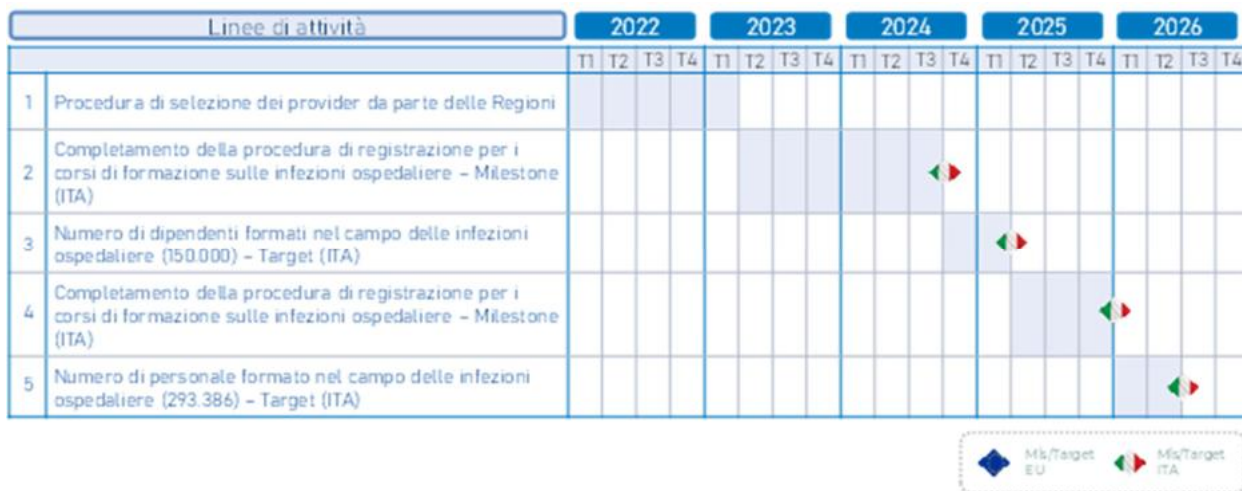 Linee di attività 2022 2023 2024 2025 2026
T1 T2 T3 T4 T1 T2 T3 T4 T1 T2 T3 T4 T1 T2 T3 T4 T1 T2 T3 T4
1 Procedura di selezione dei provider da parte delle Regioni
2 Completamento della procedura di registrazione per i
corsi di formazione sulle infezioni ospedaliere – Milestone
(ITA)
3 Numero di dipendenti formati nel campo delle infezioni
ospedaliere (150.000) – Target (ITA)
4 Completamento della procedura di registrazione per i
corsi di formazione sulle infezioni ospedaliere – Milestone
(ITA)
5 Numero di personale formato nel campo delle infezioni
ospedaliere (293.386) – Target (ITA)
Mls/Target
EU
Mls/Target
ITA